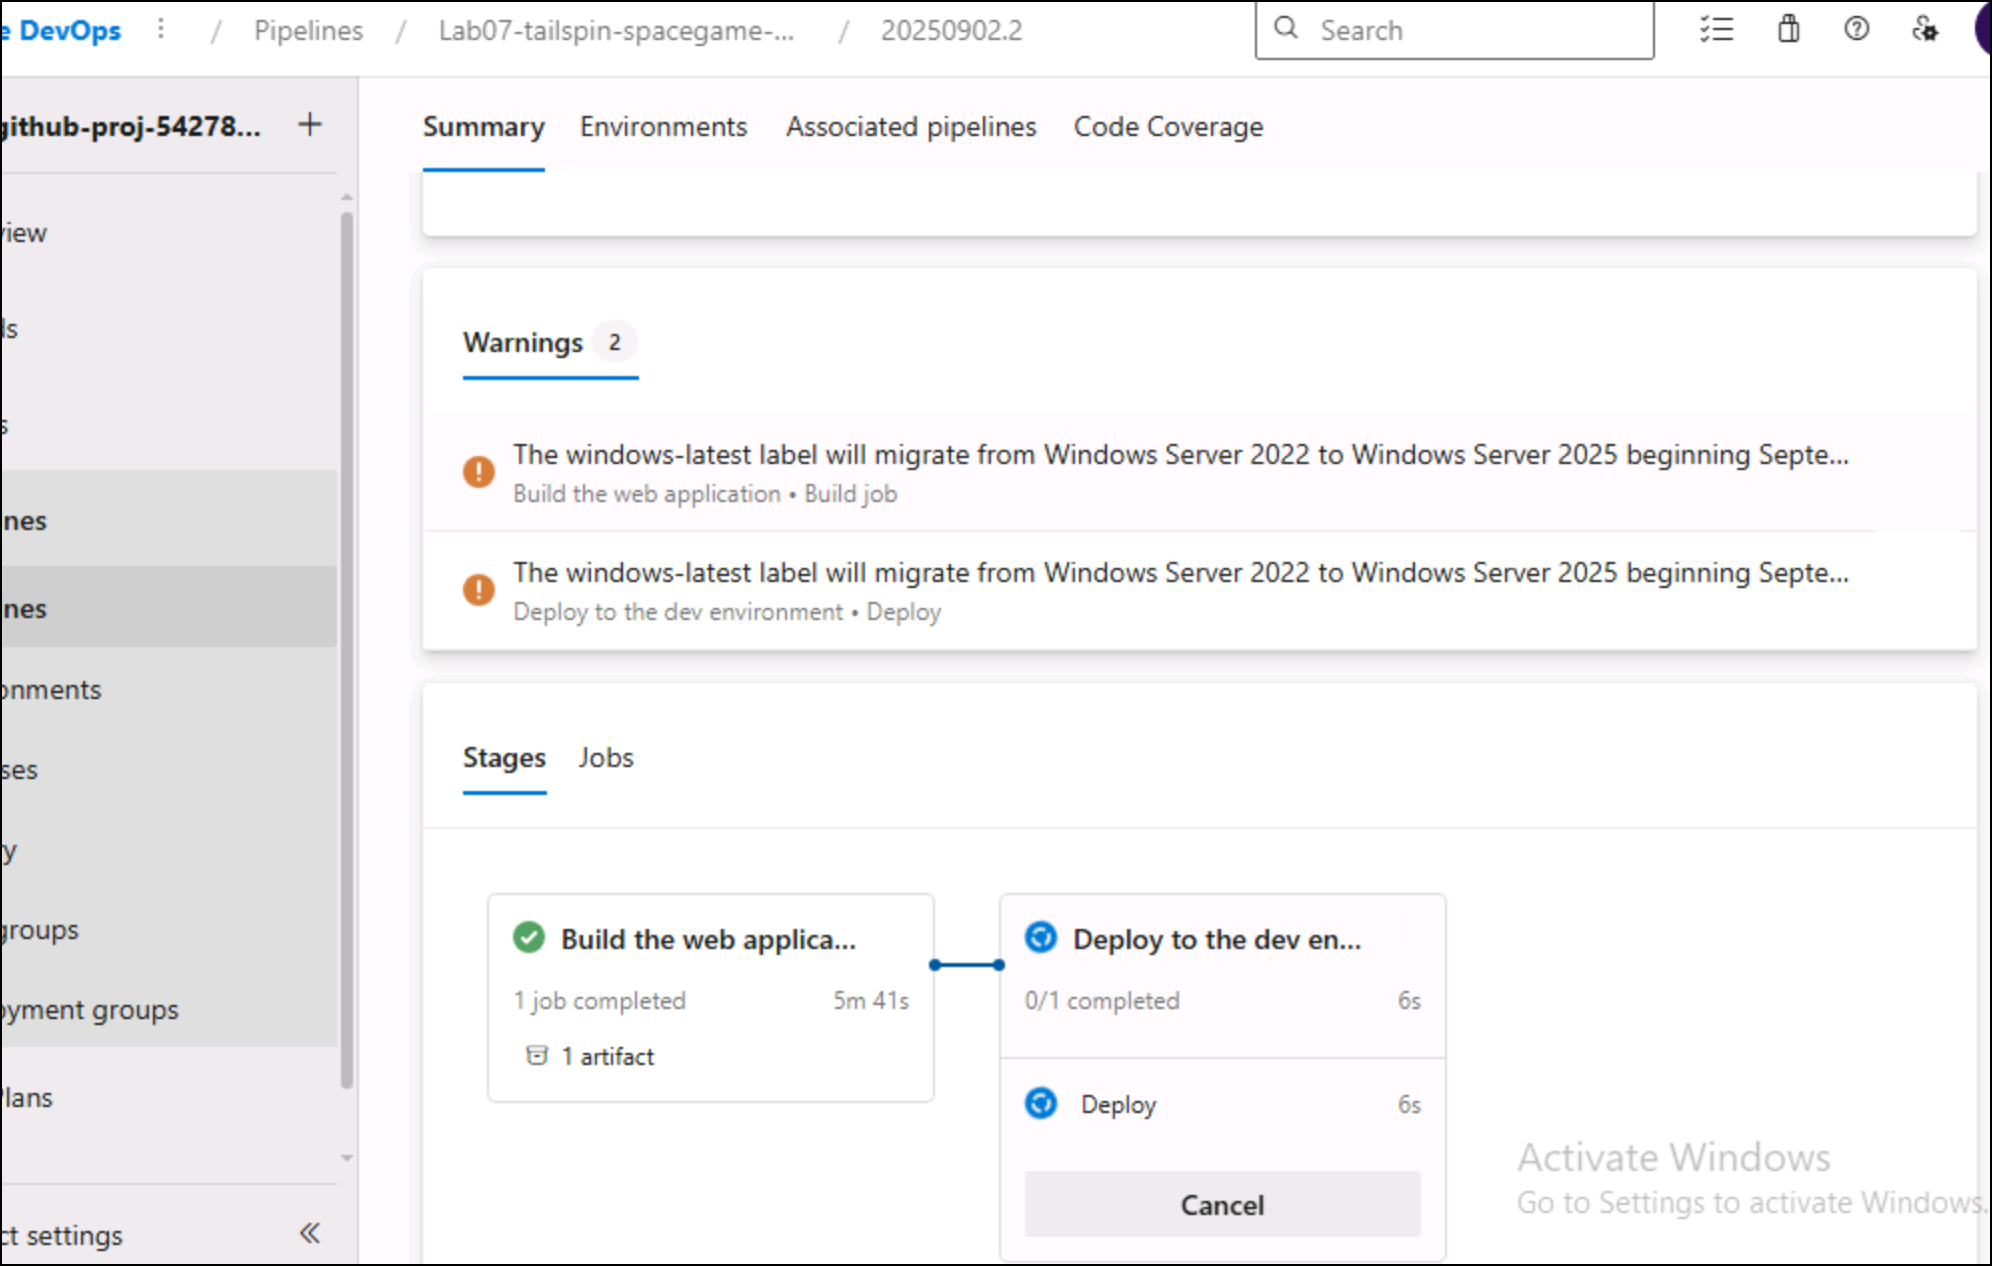 e DevOps / Pipelines / Lab07-tailspin-spacegame-... / 20250902.2 Search
github-proj-54278... +
Summary Environments Associated pipelines Code Coverage
view
ds
s
nes
nes
onments
ses
ry
groups
oyment groups
Plans
ct settings
Warnings 2
The windows-latest label will migrate from Windows Server 2022 to Windows Server 2025 beginning Septe...
Build the web application • Build job
The windows-latest label will migrate from Windows Server 2022 to Windows Server 2025 beginning Septe...
Deploy to the dev environment • Deploy
Stages Jobs
Build the web applica...
1 job completed 5m 41s
1 artifact
Deploy to the dev en...
0/1 completed 6s
Deploy 6s
Cancel
Activate Windows
Go to Settings to activate Windows.